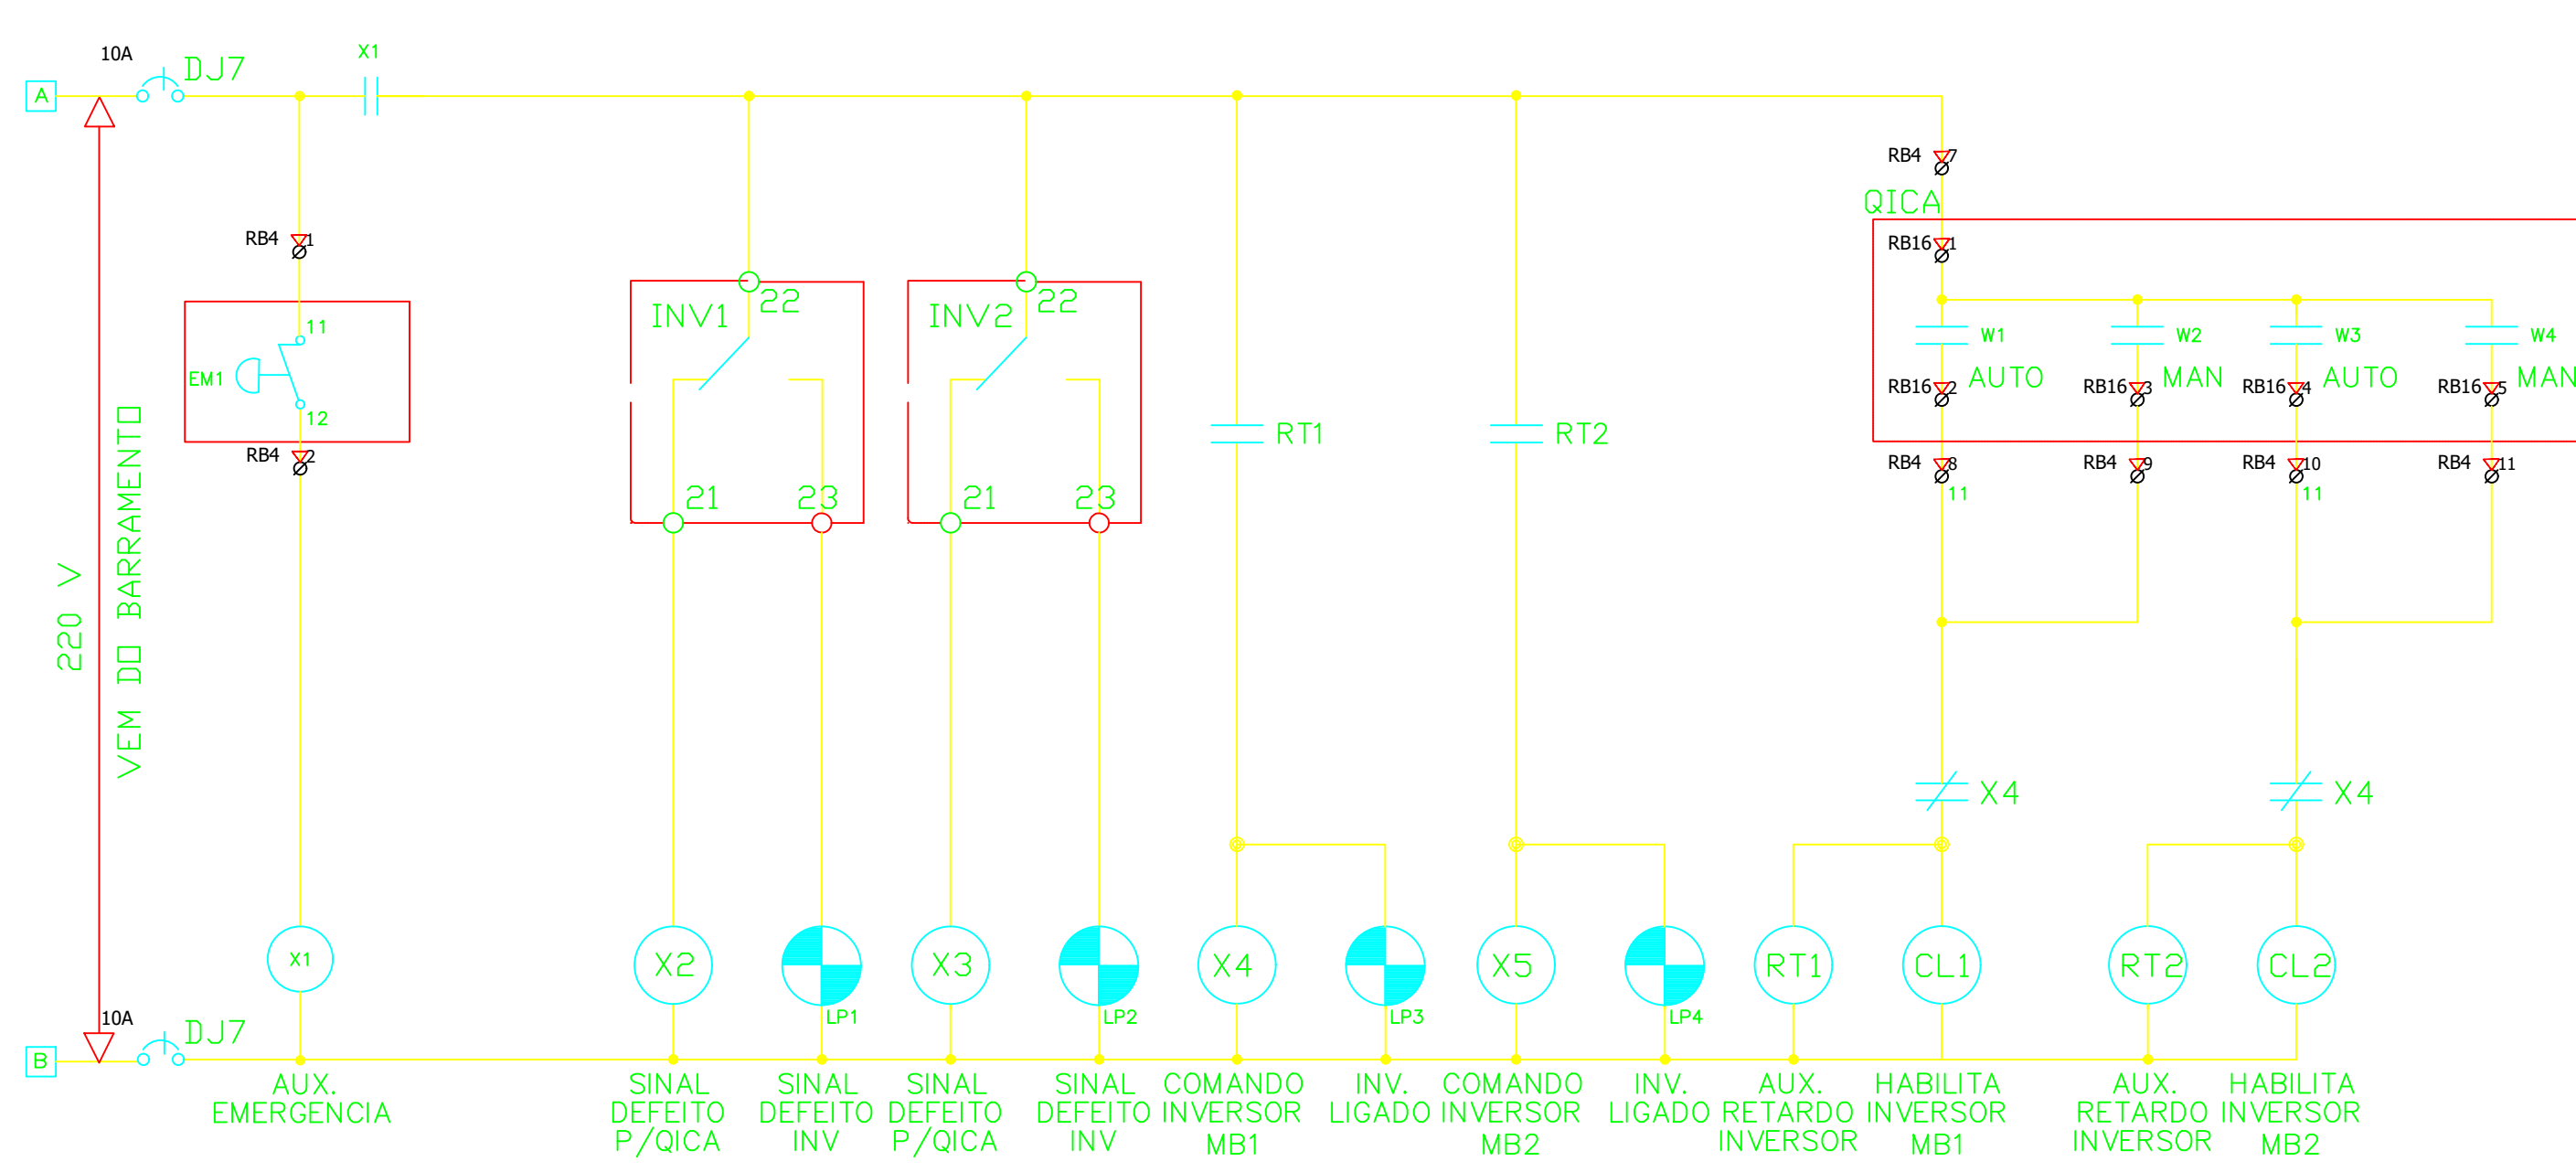 10A
DJ7
X1
A
RB4 7
QICA
RB4 1
RB16 1
INV1 22
INV2 22
11
EM1
12
W1
W2
W3
W4
AUTO
MAN
AUTO
MAN
RB16 2
RB16 3
RB16 4
RB16 5
RT1
RT2
RB4 2
RB4 8
RB4 9
RB4 10
RB4 11
11
11
21
23
21
23
220 V
VEM DO BARRAMENTO
X4
X4
X1
X2
X3
X4
X5
RT1
CL1
RT2
CL2
LP1
LP2
LP3
LP4
10A
DJ7
B
AUX.
EMERGENCIA
SINAL
DEFEITO
P/QICA
SINAL
DEFEITO
INV
SINAL
DEFEITO
P/QICA
SINAL
DEFEITO
INV
COMANDO
INVERSOR
MB1
INV.
LIGADO
COMANDO
INVERSOR
MB2
INV.
LIGADO
AUX.
RETARDO
INVERSOR
HABILITA
INVERSOR
MB1
AUX.
RETARDO
INVERSOR
HABILITA
INVERSOR
MB2